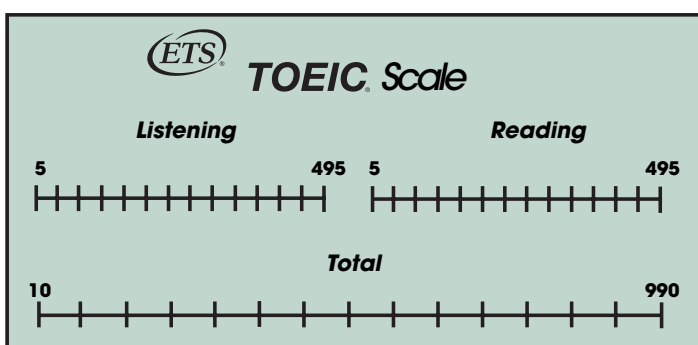 ETS®
TOEIC® Scale
Listening Reading
5 495 5 495
Total
10 990